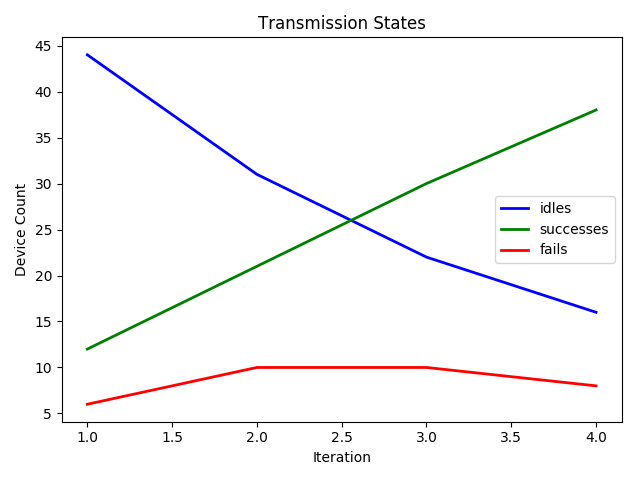 Transmission States
45
40
35
30
25
20
15
10
5
Device Count
idles
successes
fails
1.0 1.5 2.0 2.5 3.0 3.5 4.0
Iteration